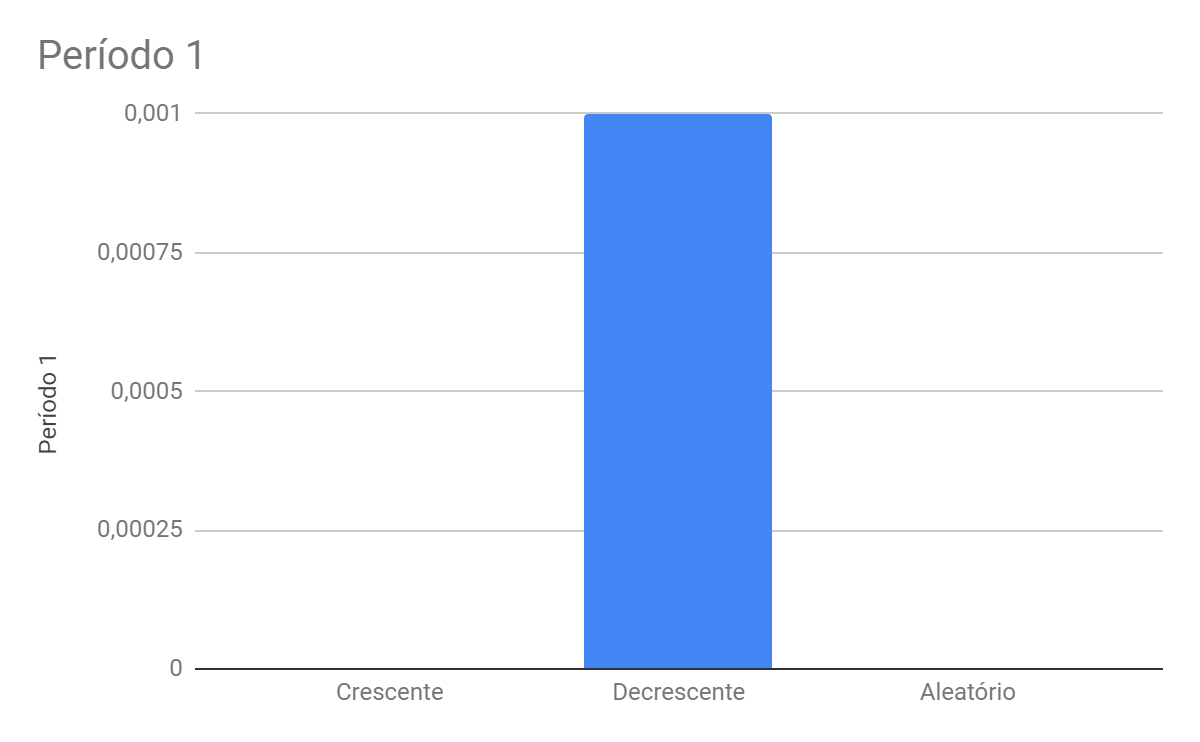 Período 1
0,001
0,00075
0,0005
0,00025
0
Período 1
Crescente
Decrescente
Aleatório